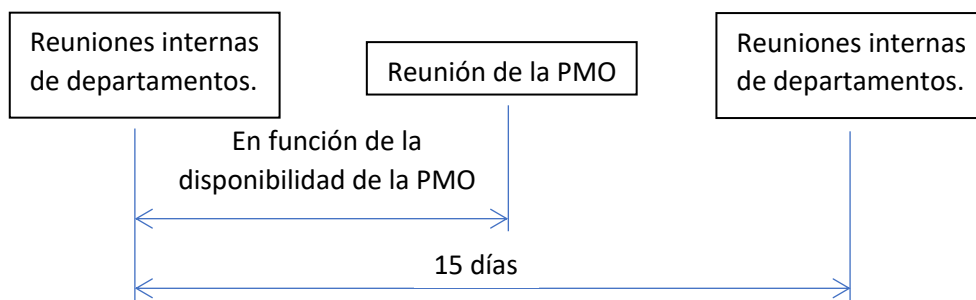 Reuniones internas
de departamentos.
Reunión de la PMO
Reuniones internas
de departamentos.
En función de la
disponibilidad de la PMO
15 días